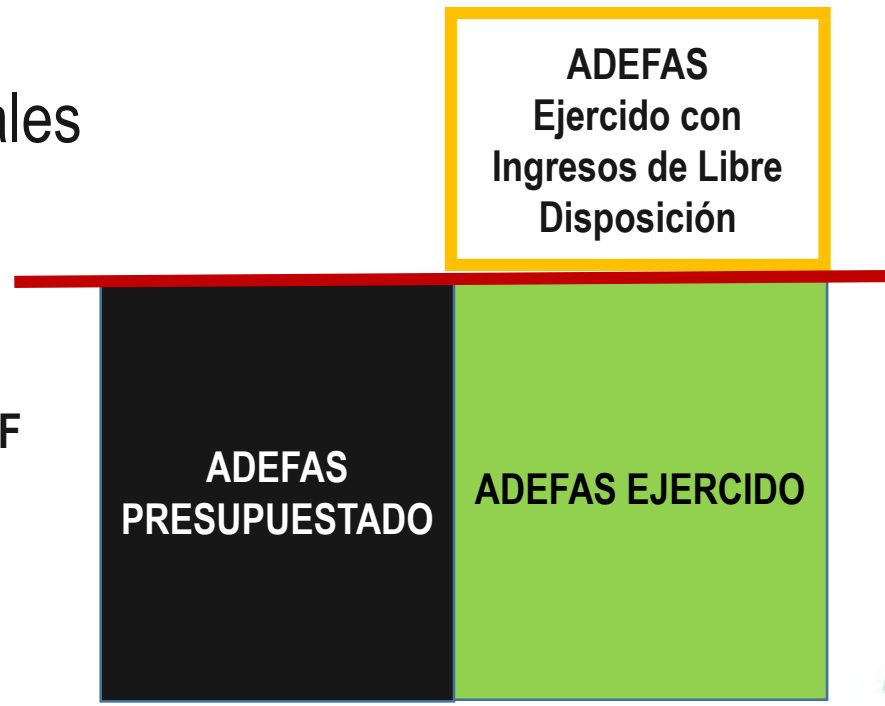 ales
ADEFAS
Ejercido con
Ingresos de Libre
Disposición
F
ADEFAS
PRESUPUESTADO
ADEFAS EJERCIDO